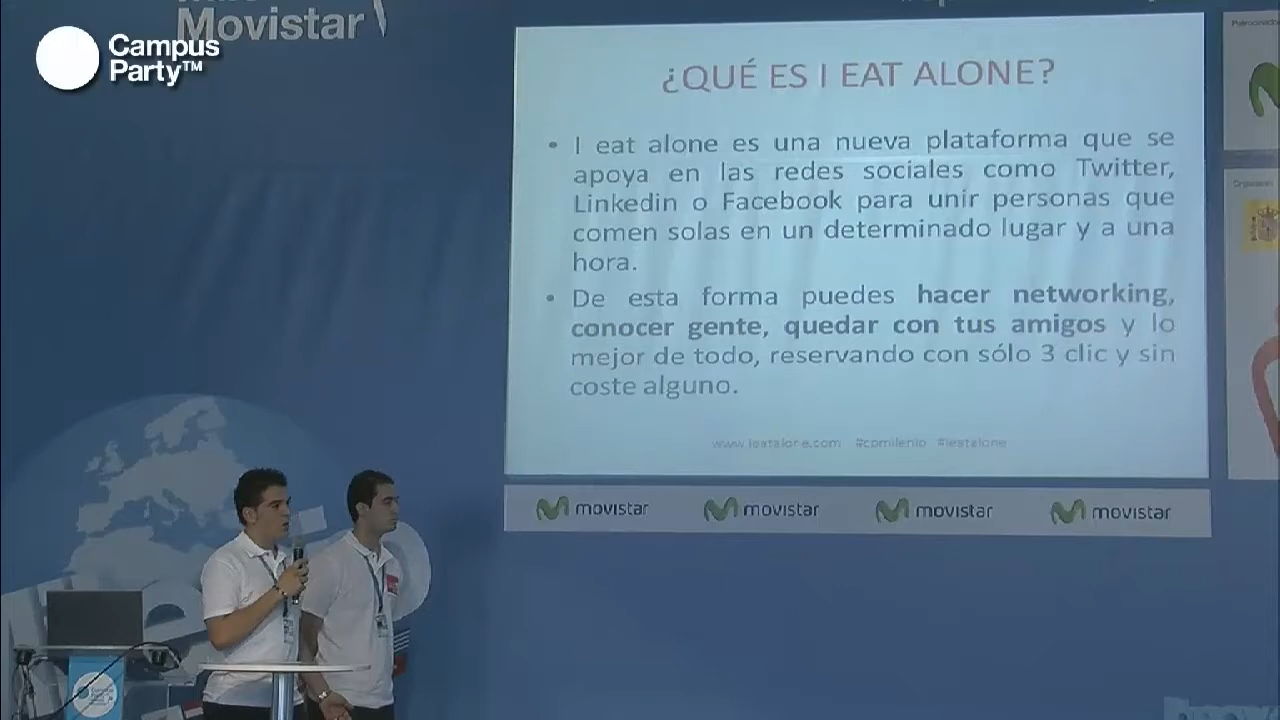 Movistar
Campus
Party™
¿QUÉ ES I EAT ALONE?
• I eat alone es una nueva plataforma que se
apoya en las redes sociales como Twitter,
Linkedin o Facebook para unir personas que
comen solas en un determinado lugar y a una
hora.
• De esta forma puedes hacer networking,
conocer gente, quedar con tus amigos y lo
mejor de todo, reservando con sólo 3 clic y sin
coste alguno.
www.ieatalone.com #cpmilenio #ieatalone
movistar movistar movistar movistar